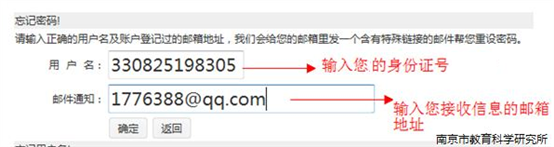 忘记密码!
请输入正确的用户名及账户登记过的邮箱地址，我们会给您的邮箱里发一个含有特殊链接的邮件帮您重设密码。
用 户 名： 330825198305 输入您的身份证号
邮件通知： 1776388@qq.com 输入您接收信息的邮箱
地址
确定 返回
南京市教育科学研究所